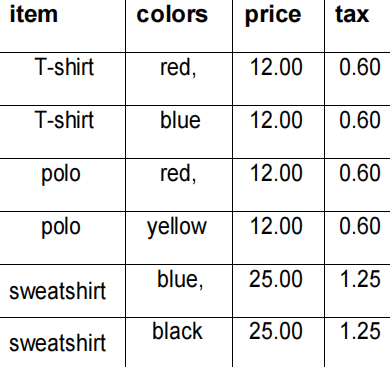 item colors price tax
T-shirt red, 12.00 0.60
T-shirt blue 12.00 0.60
polo red, 12.00 0.60
polo yellow 12.00 0.60
sweatshirt blue, 25.00 1.25
sweatshirt black 25.00 1.25